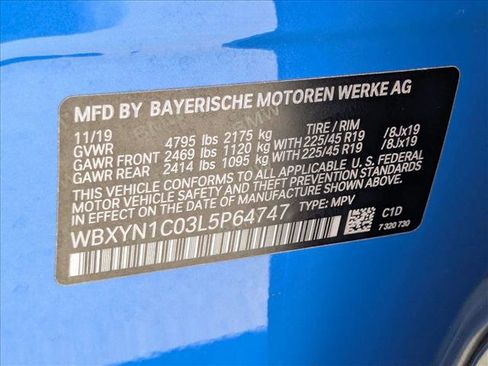 MFD BY BAYERISCHE MOTOREN WERKE AG
11/19 TIRE / RIM
GVWR 4795 lbs 2175 kg
GAWR FRONT 2469 lbs 1120 kg WITH 225/45 R19 /8Jx19
GAWR REAR 2414 lbs 1095 kg WITH 225/45 R19 /8Jx19
THIS VEHICLE CONFORMS TO ALL APPLICABLE U.S. FEDERAL
MOTOR VEHICLE SAFETY AND THEFT PREVENTION STANDARDS
IN EFFECT ON THE DATE OF MANUFACTURE SHOWN ABOVE.
WBXYN1C03L5P64747 TYPE: MPV
C1D
7 320 730